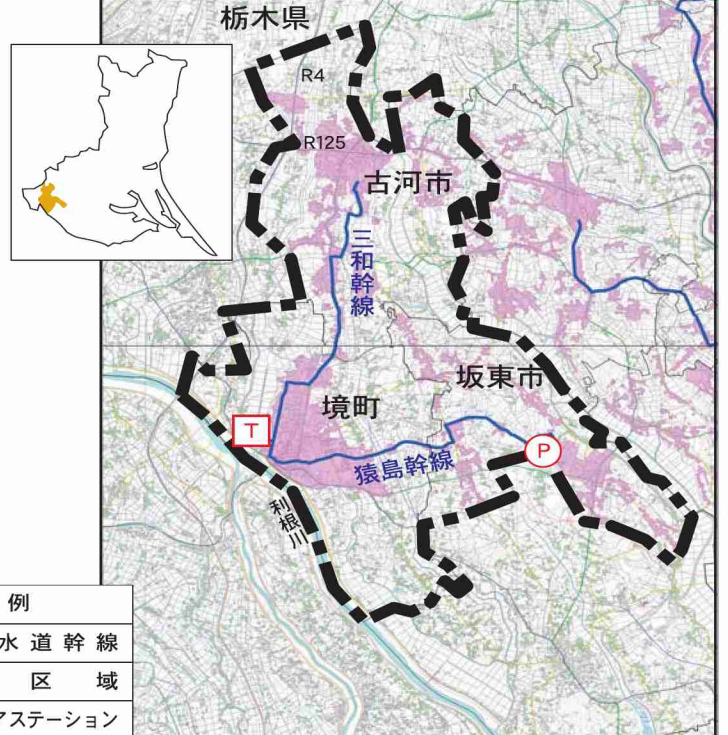 栃木県
R4
R125
古河市
三和幹線
坂東市
境町
T
P
猿島幹線
利根川
例
水道幹線
区域
アステーション